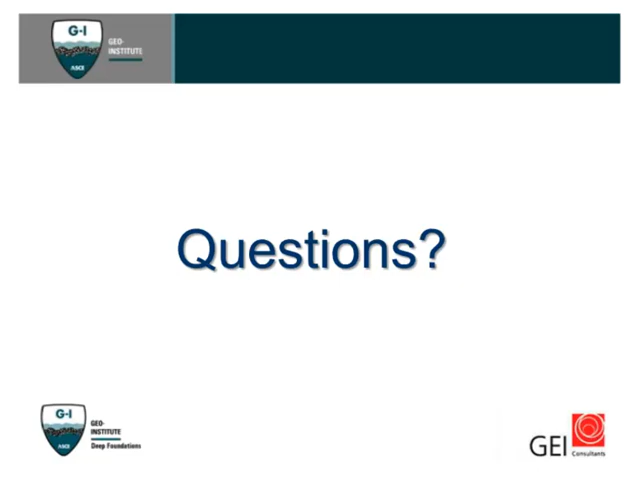 G-I
GEO-
INSTITUTE
ASCE
Questions?
G-I
GEO-
INSTITUTE
ASCE
Deep Foundations
GEI
Consultants